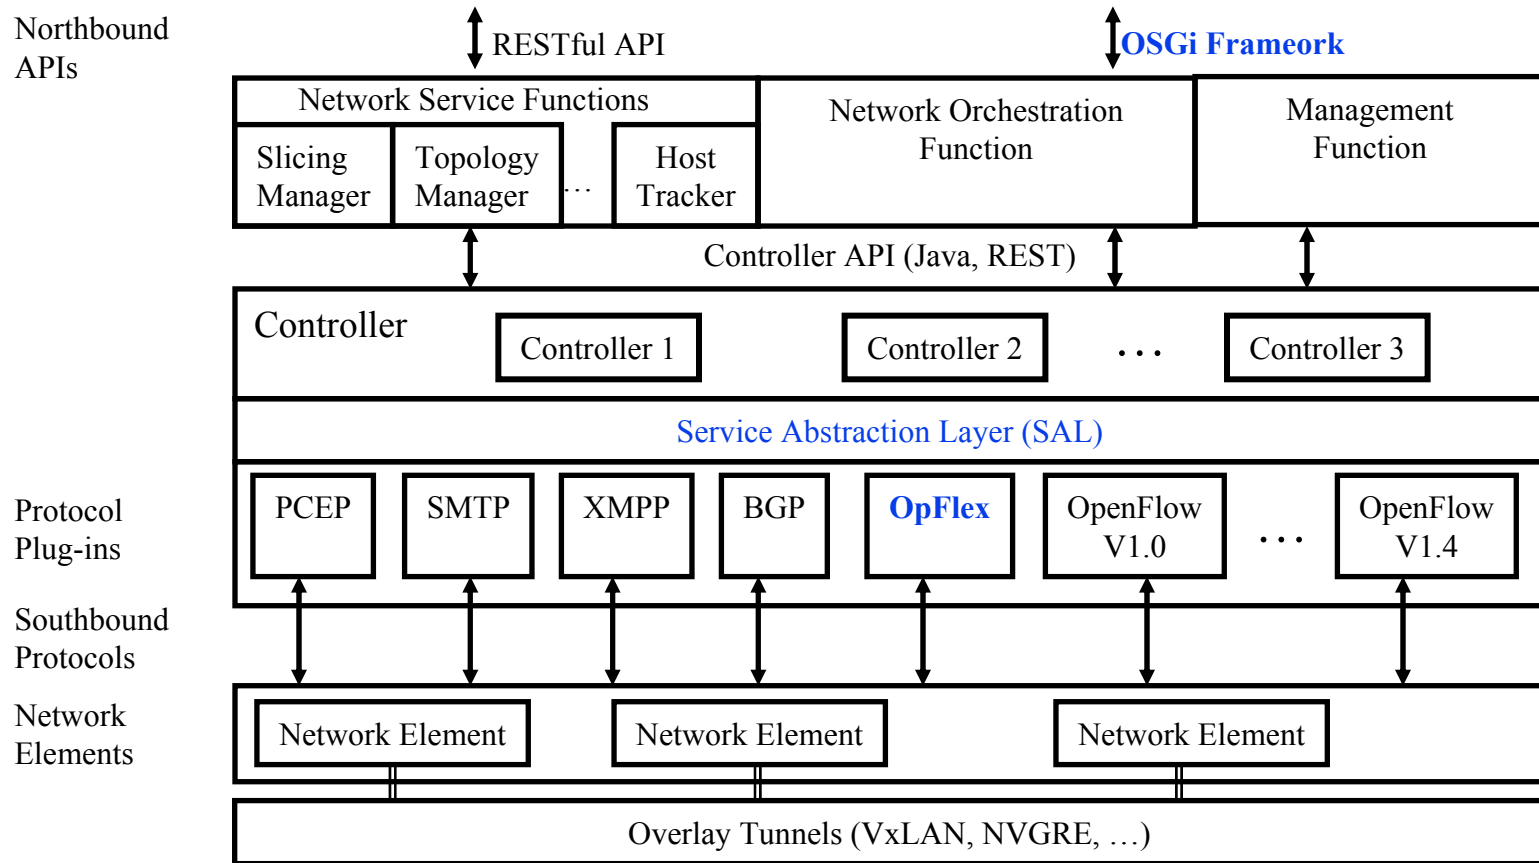 Northbound
APIs
RESTful API
OSGi Frameork
Network Service Functions
Slicing
Manager
Topology
Manager
…
Host
Tracker
Network Orchestration
Function
Management
Function
Controller API (Java, REST)
Controller
Controller 1
Controller 2
…
Controller 3
Service Abstraction Layer (SAL)
Protocol
Plug-ins
PCEP
SMTP
XMPP
BGP
OpFlex
OpenFlow
V1.0
…
OpenFlow
V1.4
Southbound
Protocols
Network
Elements
Network Element
Network Element
Network Element
Overlay Tunnels (VxLAN, NVGRE, …)